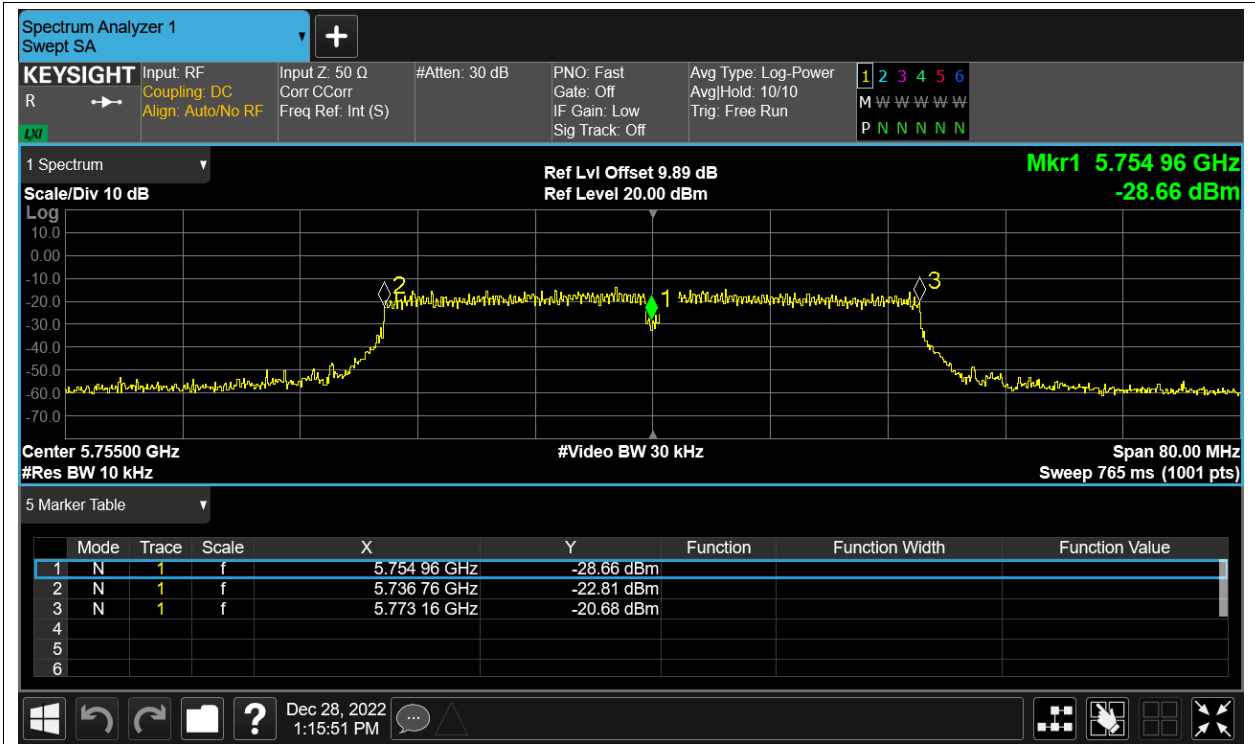 Spectrum Analyzer 1
Swept SA
+
KEYSIGHT Input: RF Input Z: 50 Ω #Atten: 30 dB PNO: Fast Avg Type: Log-Power 1 2 3 4 5 6
R Coupling: DC Corr CCorr Gate: Off Avg|Hold: 10/10 M W W W W W
Align: Auto/No RF Freq Ref: Int (S) IF Gain: Low Trig: Free Run
LXI Sig Track: Off P N N N N N
1 Spectrum Ref Lvl Offset 9.89 dB Mkr1 5.754 96 GHz
Scale/Div 10 dB Ref Level 20.00 dBm -28.66 dBm
Log
10.0
0.00
-10.0
2 3
-20.0 1
-30.0
-40.0
-50.0
-60.0
-70.0
Center 5.75500 GHz #Video BW 30 kHz Span 80.00 MHz
#Res BW 10 kHz Sweep 765 ms (1001 pts)
5 Marker Table
Mode Trace Scale X Y Function Function Width Function Value
1 N 1 f 5.754 96 GHz -28.66 dBm
2 N 1 f 5.736 76 GHz -22.81 dBm
3 N 1 f 5.773 16 GHz -20.68 dBm
4
5
6
? Dec 28, 2022
1:15:51 PM